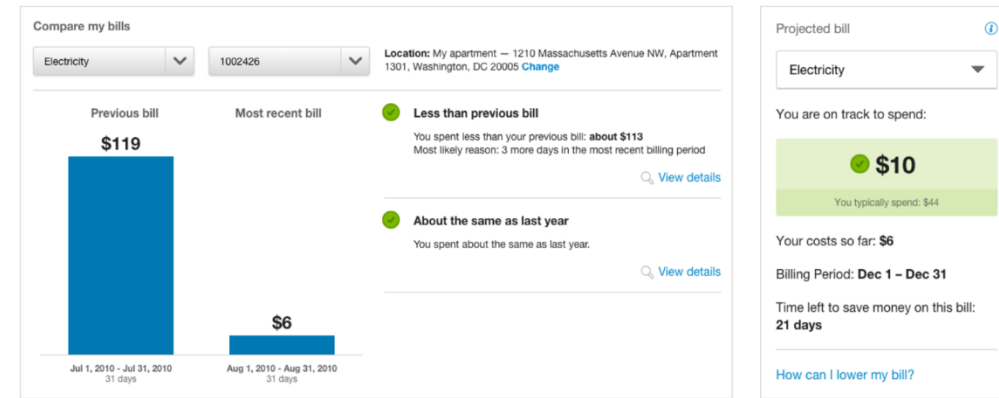 Compare my bills
Electricity
1002426
Location: My apartment — 1210 Massachusetts Avenue NW, Apartment
1301, Washington, DC 20005 Change
Previous bill
Most recent bill
$119
$6
Jul 1, 2010 - Jul 31, 2010
31 days
Aug 1, 2010 - Aug 31, 2010
31 days
Less than previous bill
You spent less than your previous bill: about $113
Most likely reason: 3 more days in the most recent billing period
View details
About the same as last year
You spent about the same as last year.
View details
Projected bill
i
Electricity
You are on track to spend:
$10
You typically spend: $44
Your costs so far: $6
Billing Period: Dec 1 – Dec 31
Time left to save money on this bill:
21 days
How can I lower my bill?